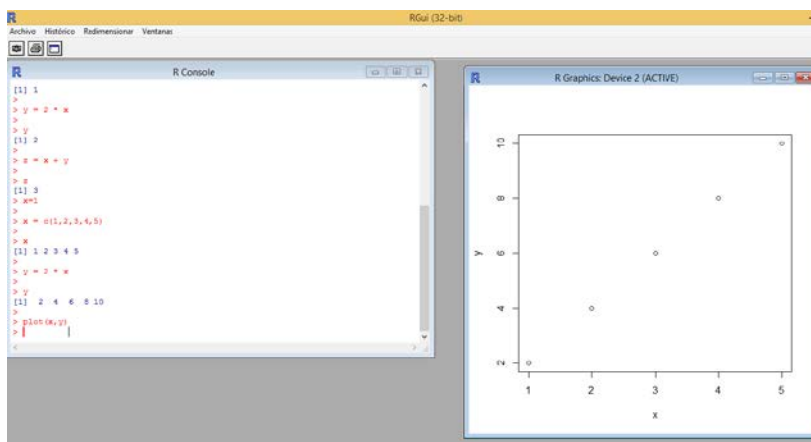 RGui (32-bit)
Archivo Histórico Redimensionar Ventanas
R Console
[1] 1
>
> y = 2 * x
>
> y
[1] 2
>
> z = x + y
>
> z
[1] 3
> x=1
>
> x = c(1,2,3,4,5)
>
> x
[1] 1 2 3 4 5
>
> y = 2 * x
>
> y
[1] 2 4 6 8 10
>
> plot(x,y)
>
R Graphics: Device 2 (ACTIVE)
10
8
6
4
2
y
1 2 3 4 5
x